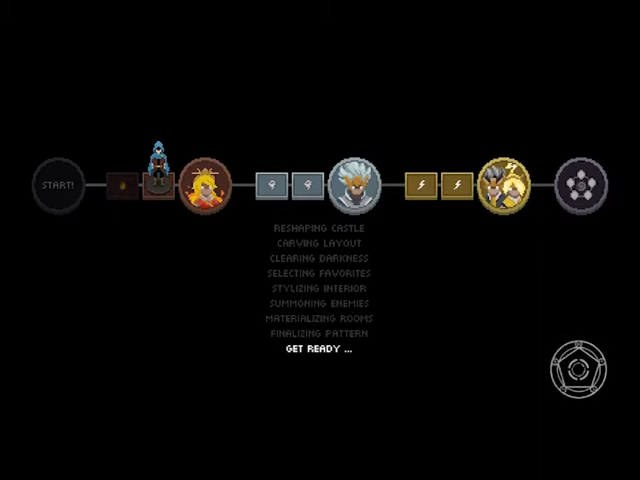 START!
RESHAPING CASTLE
CARVING LAYOUT
CLEARING DARKNESS
SELECTING FAVORITES
STYLIZING INTERIOR
SUMMONING ENEMIES
MATERIALIZING ROOMS
FINALIZING PATTERN
GET READY ...